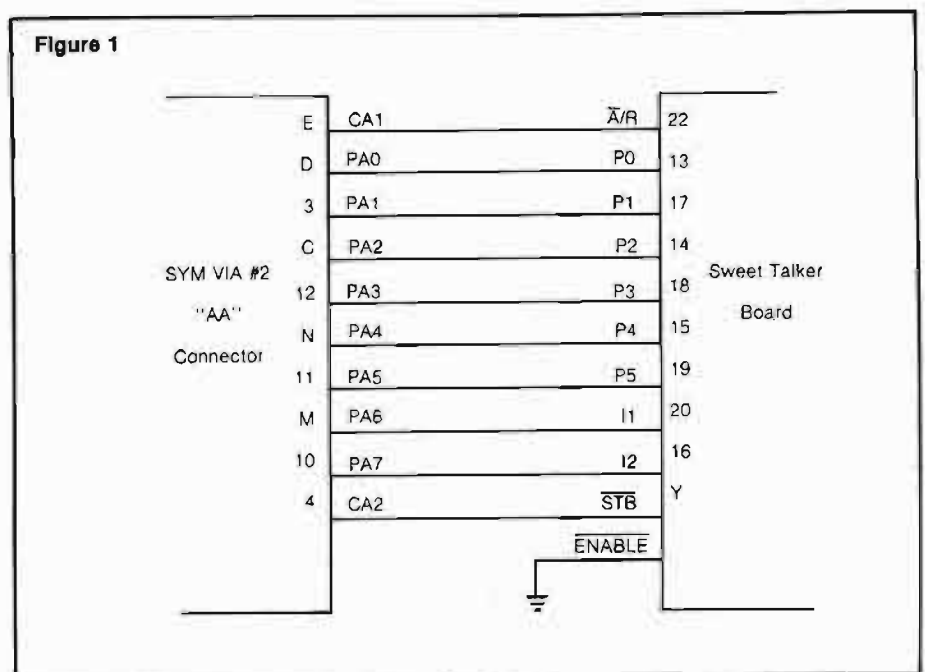 Figure 1
E CA1 A̅/R 22
D PA0 P0 13
3 PA1 P1 17
C PA2 P2 14
SYM VIA #2
"AA"
Connector
12 PA3 P3 18
Sweet Talker
Board
N PA4 P4 15
11 PA5 P5 19
M PA6 I1 20
10 PA7 I2 16
4 CA2 S̅T̅B̅ Y
E̅N̅A̅B̅L̅E̅